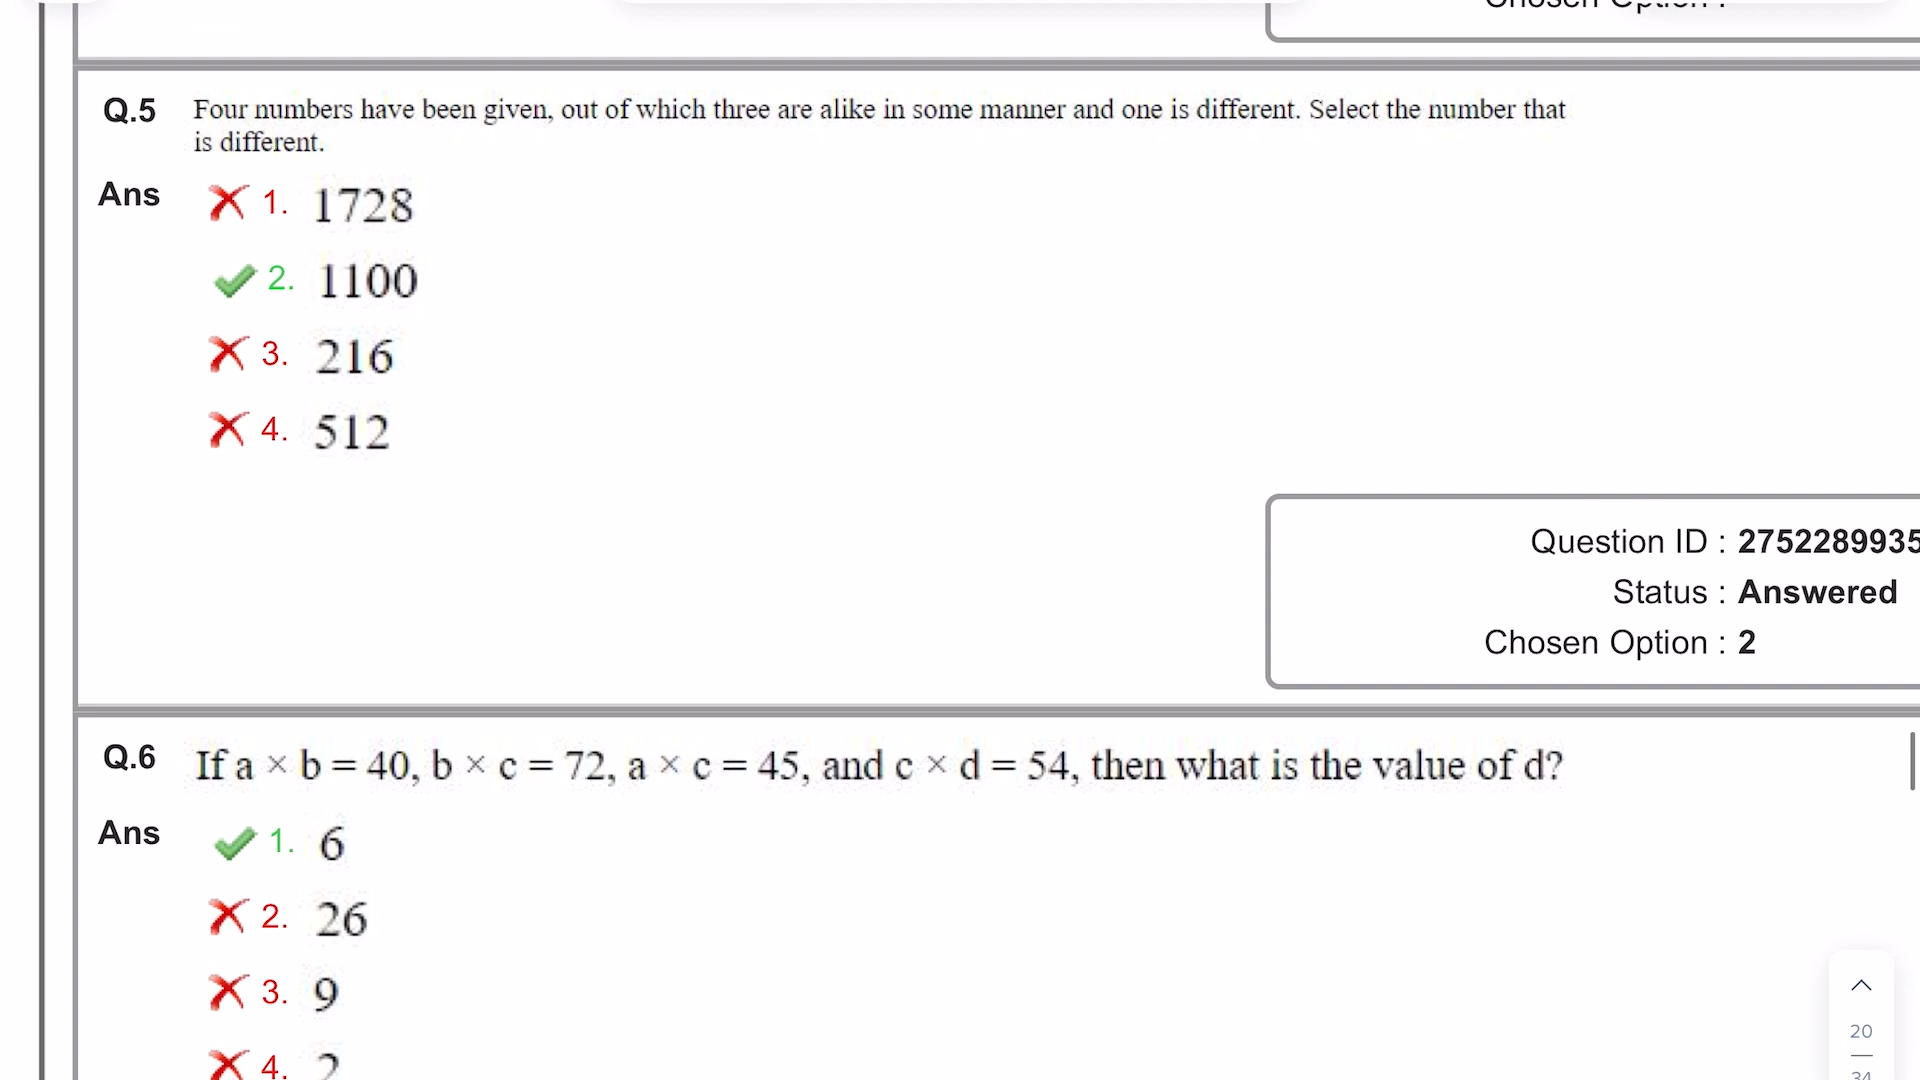 Q.5 Four numbers have been given, out of which three are alike in some manner and one is different. Select the number that
is different.
Ans 1. 1728
2. 1100
3. 216
4. 512
Question ID : 2752289935
Status : Answered
Chosen Option : 2
Q.6 If a × b = 40, b × c = 72, a × c = 45, and c × d = 54, then what is the value of d?
Ans 1. 6
2. 26
3. 9
4. 2
20